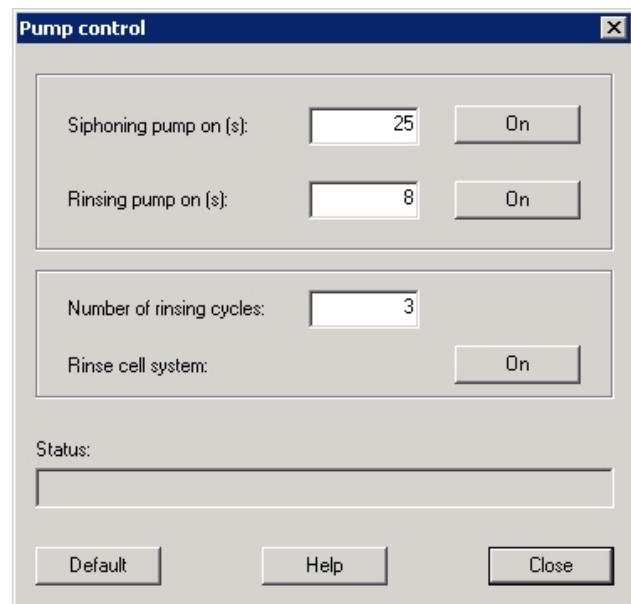 Pump control
Siphoning pump on (s): 25 On
Rinsing pump on (s): 8 On
Number of rinsing cycles: 3
Rinse cell system: On
Status:
Default Help Close